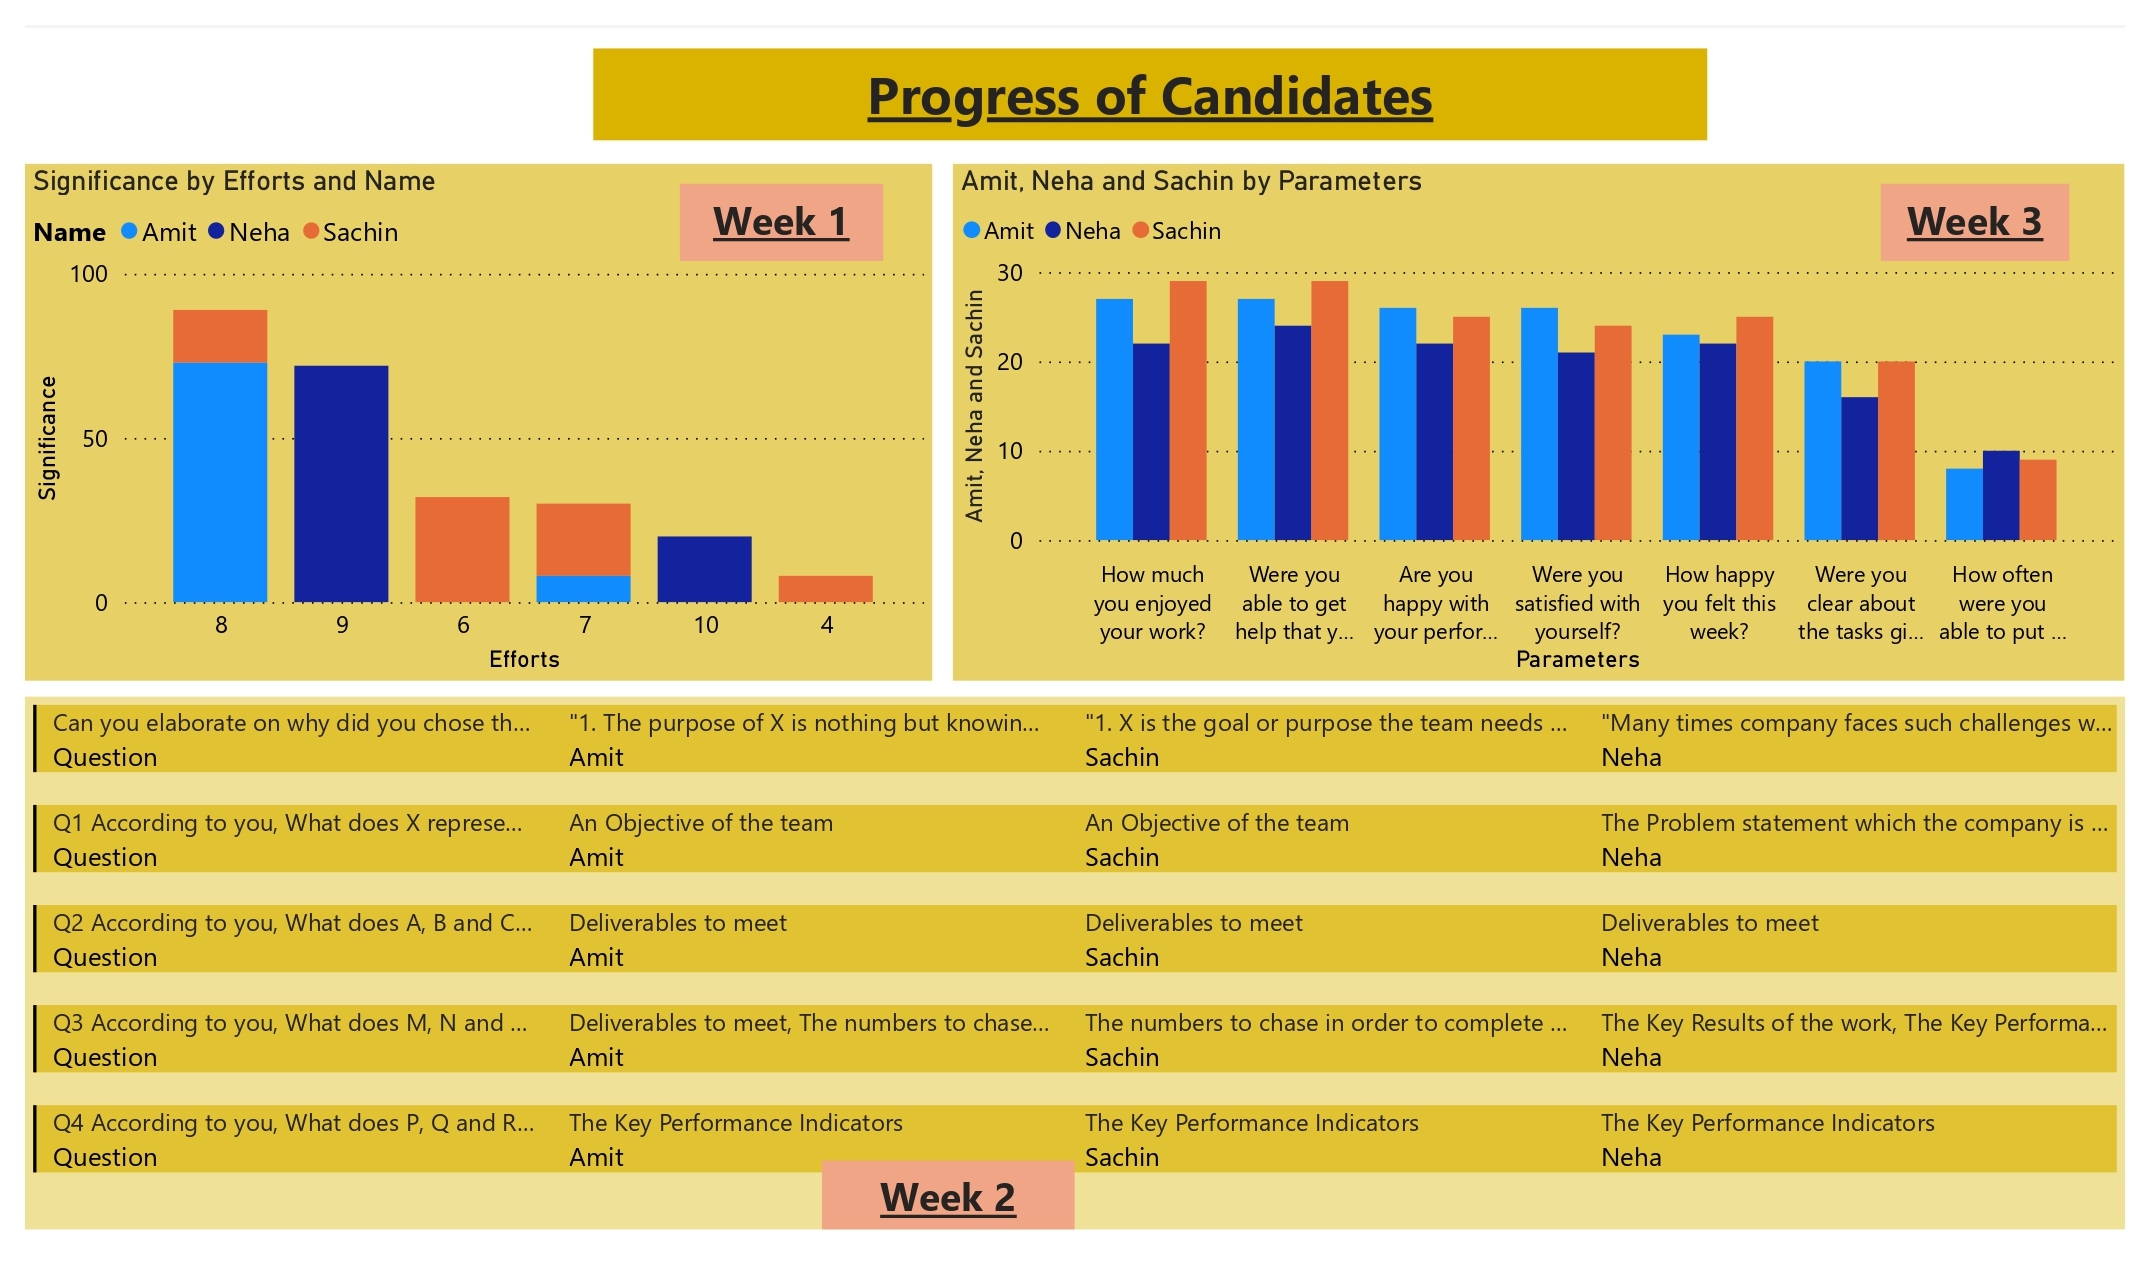 Progress of Candidates
Significance by Efforts and Name
Week 1
Name Amit Neha Sachin
100
50
0
Significance
8 9 6 7 10 4
Efforts
Amit, Neha and Sachin by Parameters
Week 3
Amit Neha Sachin
30
20
10
0
Amit, Neha and Sachin
How much
you enjoyed
your work?
Were you
able to get
help that y...
Are you
happy with
your perfor...
Were you
satisfied with
yourself?
How happy
you felt this
week?
Were you
clear about
the tasks gi...
How often
were you
able to put ...
Parameters
Can you elaborate on why did you chose th... "1. The purpose of X is nothing but knowin... "1. X is the goal or purpose the team needs ... "Many times company faces such challenges w...
Question Amit Sachin Neha
Q1 According to you, What does X represe... An Objective of the team An Objective of the team The Problem statement which the company is ...
Question Amit Sachin Neha
Q2 According to you, What does A, B and C... Deliverables to meet Deliverables to meet Deliverables to meet
Question Amit Sachin Neha
Q3 According to you, What does M, N and ... Deliverables to meet, The numbers to chase... The numbers to chase in order to complete ... The Key Results of the work, The Key Performa...
Question Amit Sachin Neha
Q4 According to you, What does P, Q and R... The Key Performance Indicators The Key Performance Indicators The Key Performance Indicators
Question Amit Sachin Neha
Week 2